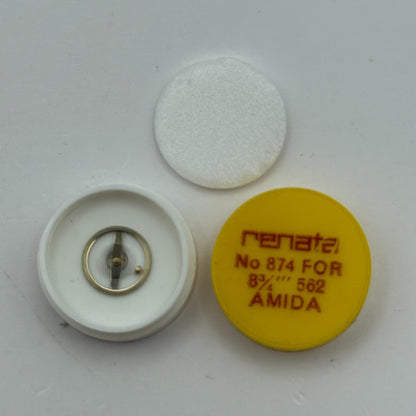 renata
No 874 FOR
8¾''' 562
AMIDA